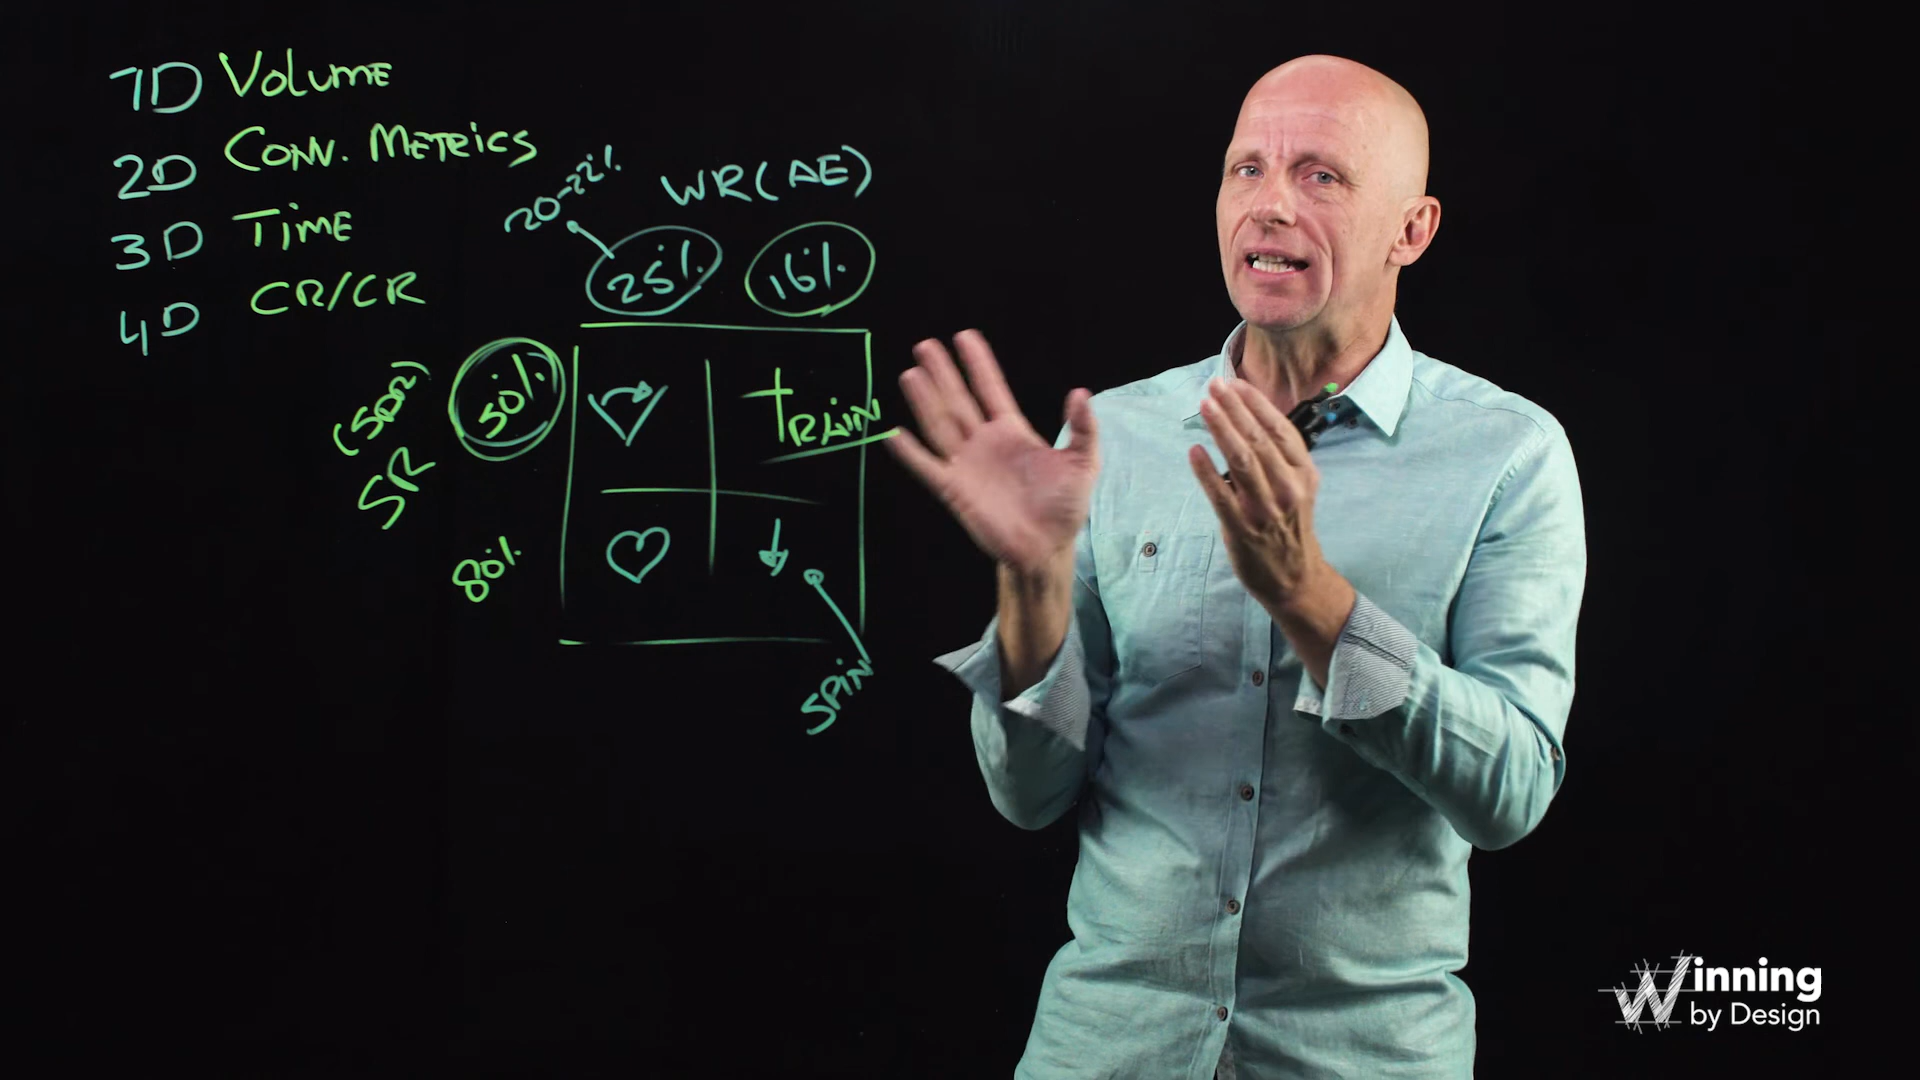 1D VOLUME
2D CONV. METRICS
3D TIME
4D CR/CR
20-22%
WR(AE)
25% 16%
(SDR)
SR
50%
TRAIN
80%
SPIN
Winning
by Design